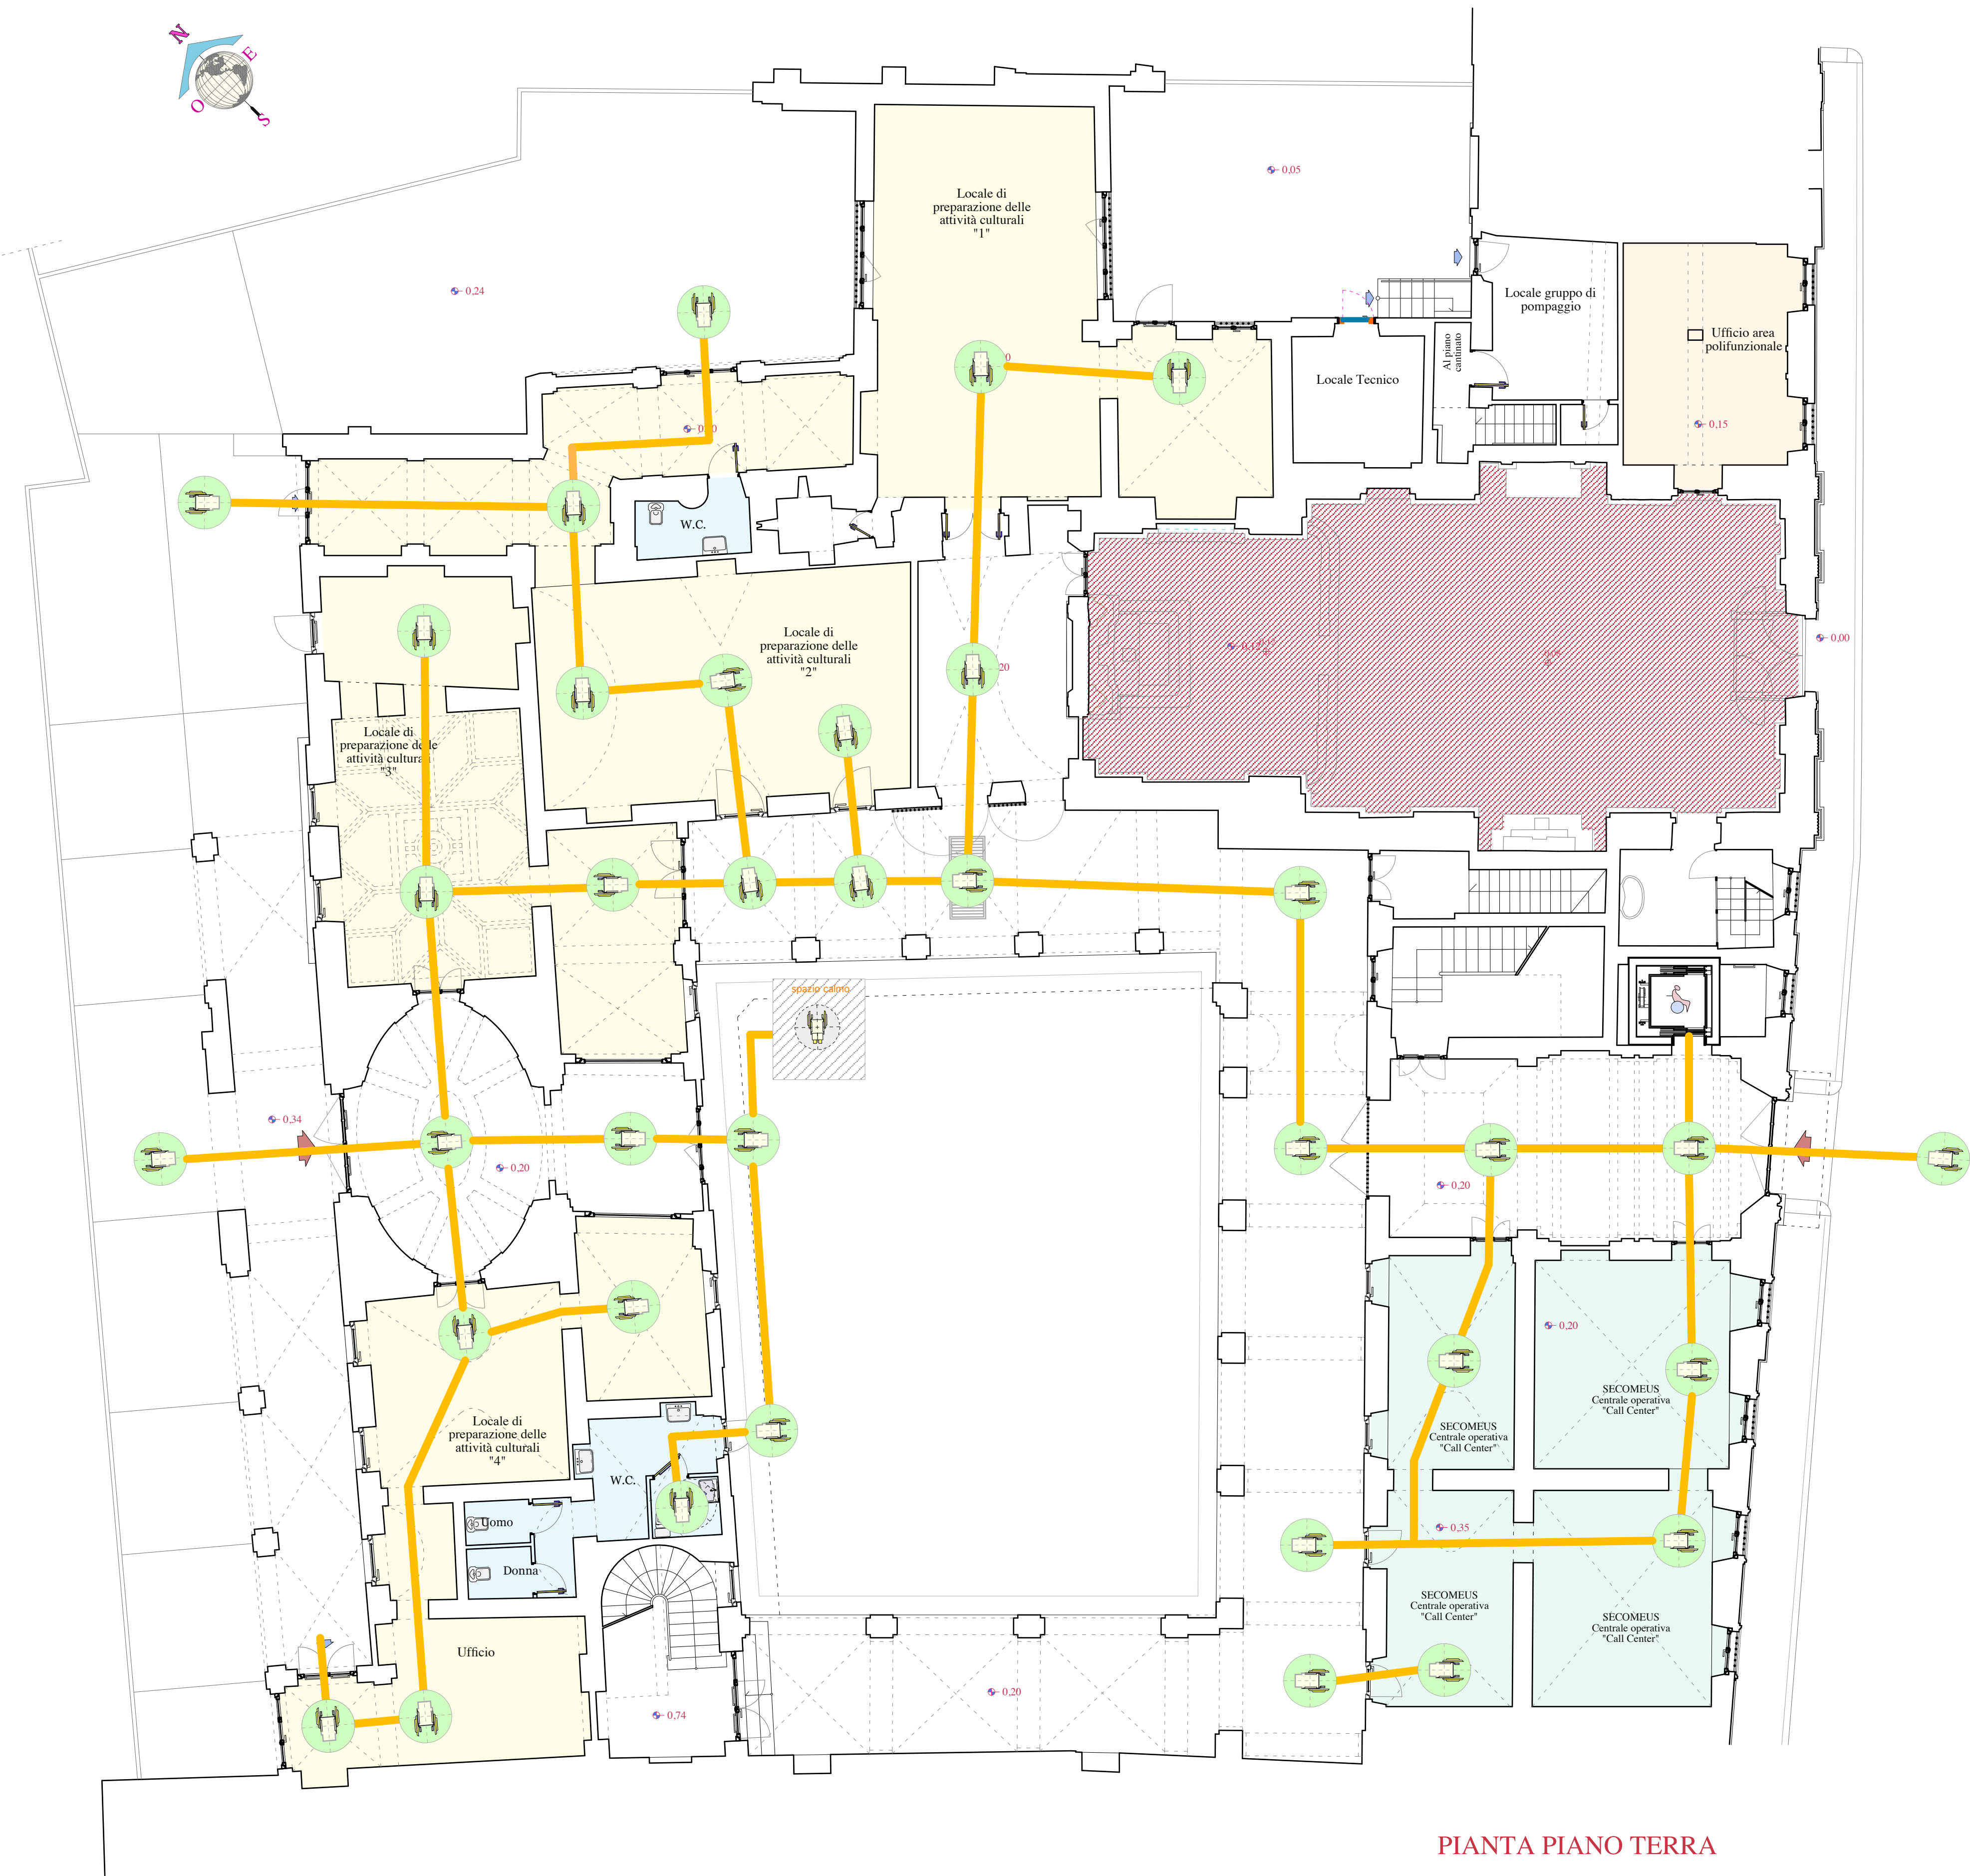 N
E
O
S
0,05
Locale di
preparazione delle
attività culturali
"1"
0,24
Locale gruppo di
pompaggio
Ufficio area
polifunzionale
Al piano
cantinato
Locale Tecnico
0
0,15
W.C.
Locale di
preparazione delle
attività culturali
"2"
0,12
0,00
20
Locale di
preparazione delle
attività culturali
"3"
spazio calmo
0,34
0,20
0,20
0,20
SECOMEUS
Centrale operativa
"Call Center"
SECOMEUS
Centrale operativa
"Call Center"
Locale di
preparazione delle
attività culturali
"4"
W.C.
Uomo
0,35
Donna
SECOMEUS
Centrale operativa
"Call Center"
SECOMEUS
Centrale operativa
"Call Center"
Ufficio
0,20
0,74
PIANTA PIANO TERRA